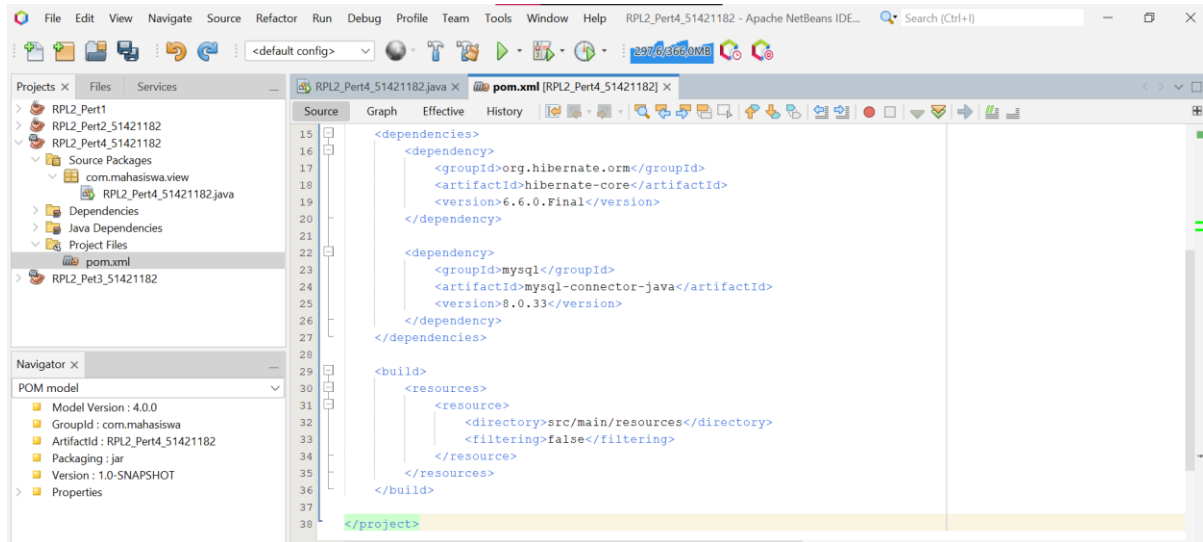 File Edit View Navigate Source Refactor Run Debug Profile Team Tools Window Help RPL2_Pert4_51421182 - Apache NetBeans IDE... Search (Ctrl+I)
<default config> 297,6/366,0MB
Projects Files Services
RPL2_Pert1
RPL2_Pert2_51421182
RPL2_Pert4_51421182
Source Packages
com.mahasiswa.view
RPL2_Pert4_51421182.java
Dependencies
Java Dependencies
Project Files
pom.xml
RPL2_Pet3_51421182
Navigator
POM model
Model Version : 4.0.0
GroupId : com.mahasiswa
ArtifactId : RPL2_Pert4_51421182
Packaging : jar
Version : 1.0-SNAPSHOT
Properties
RPL2_Pert4_51421182.java pom.xml [RPL2_Pert4_51421182]
Source Graph Effective History
15 <dependencies>
16 <dependency>
17 <groupId>org.hibernate.orm</groupId>
18 <artifactId>hibernate-core</artifactId>
19 <version>6.6.0.Final</version>
20 </dependency>
21
22 <dependency>
23 <groupId>mysql</groupId>
24 <artifactId>mysql-connector-java</artifactId>
25 <version>8.0.33</version>
26 </dependency>
27 </dependencies>
28
29 <build>
30 <resources>
31 <resource>
32 <directory>src/main/resources</directory>
33 <filtering>false</filtering>
34 </resource>
35 </resources>
36 </build>
37
38 </project>